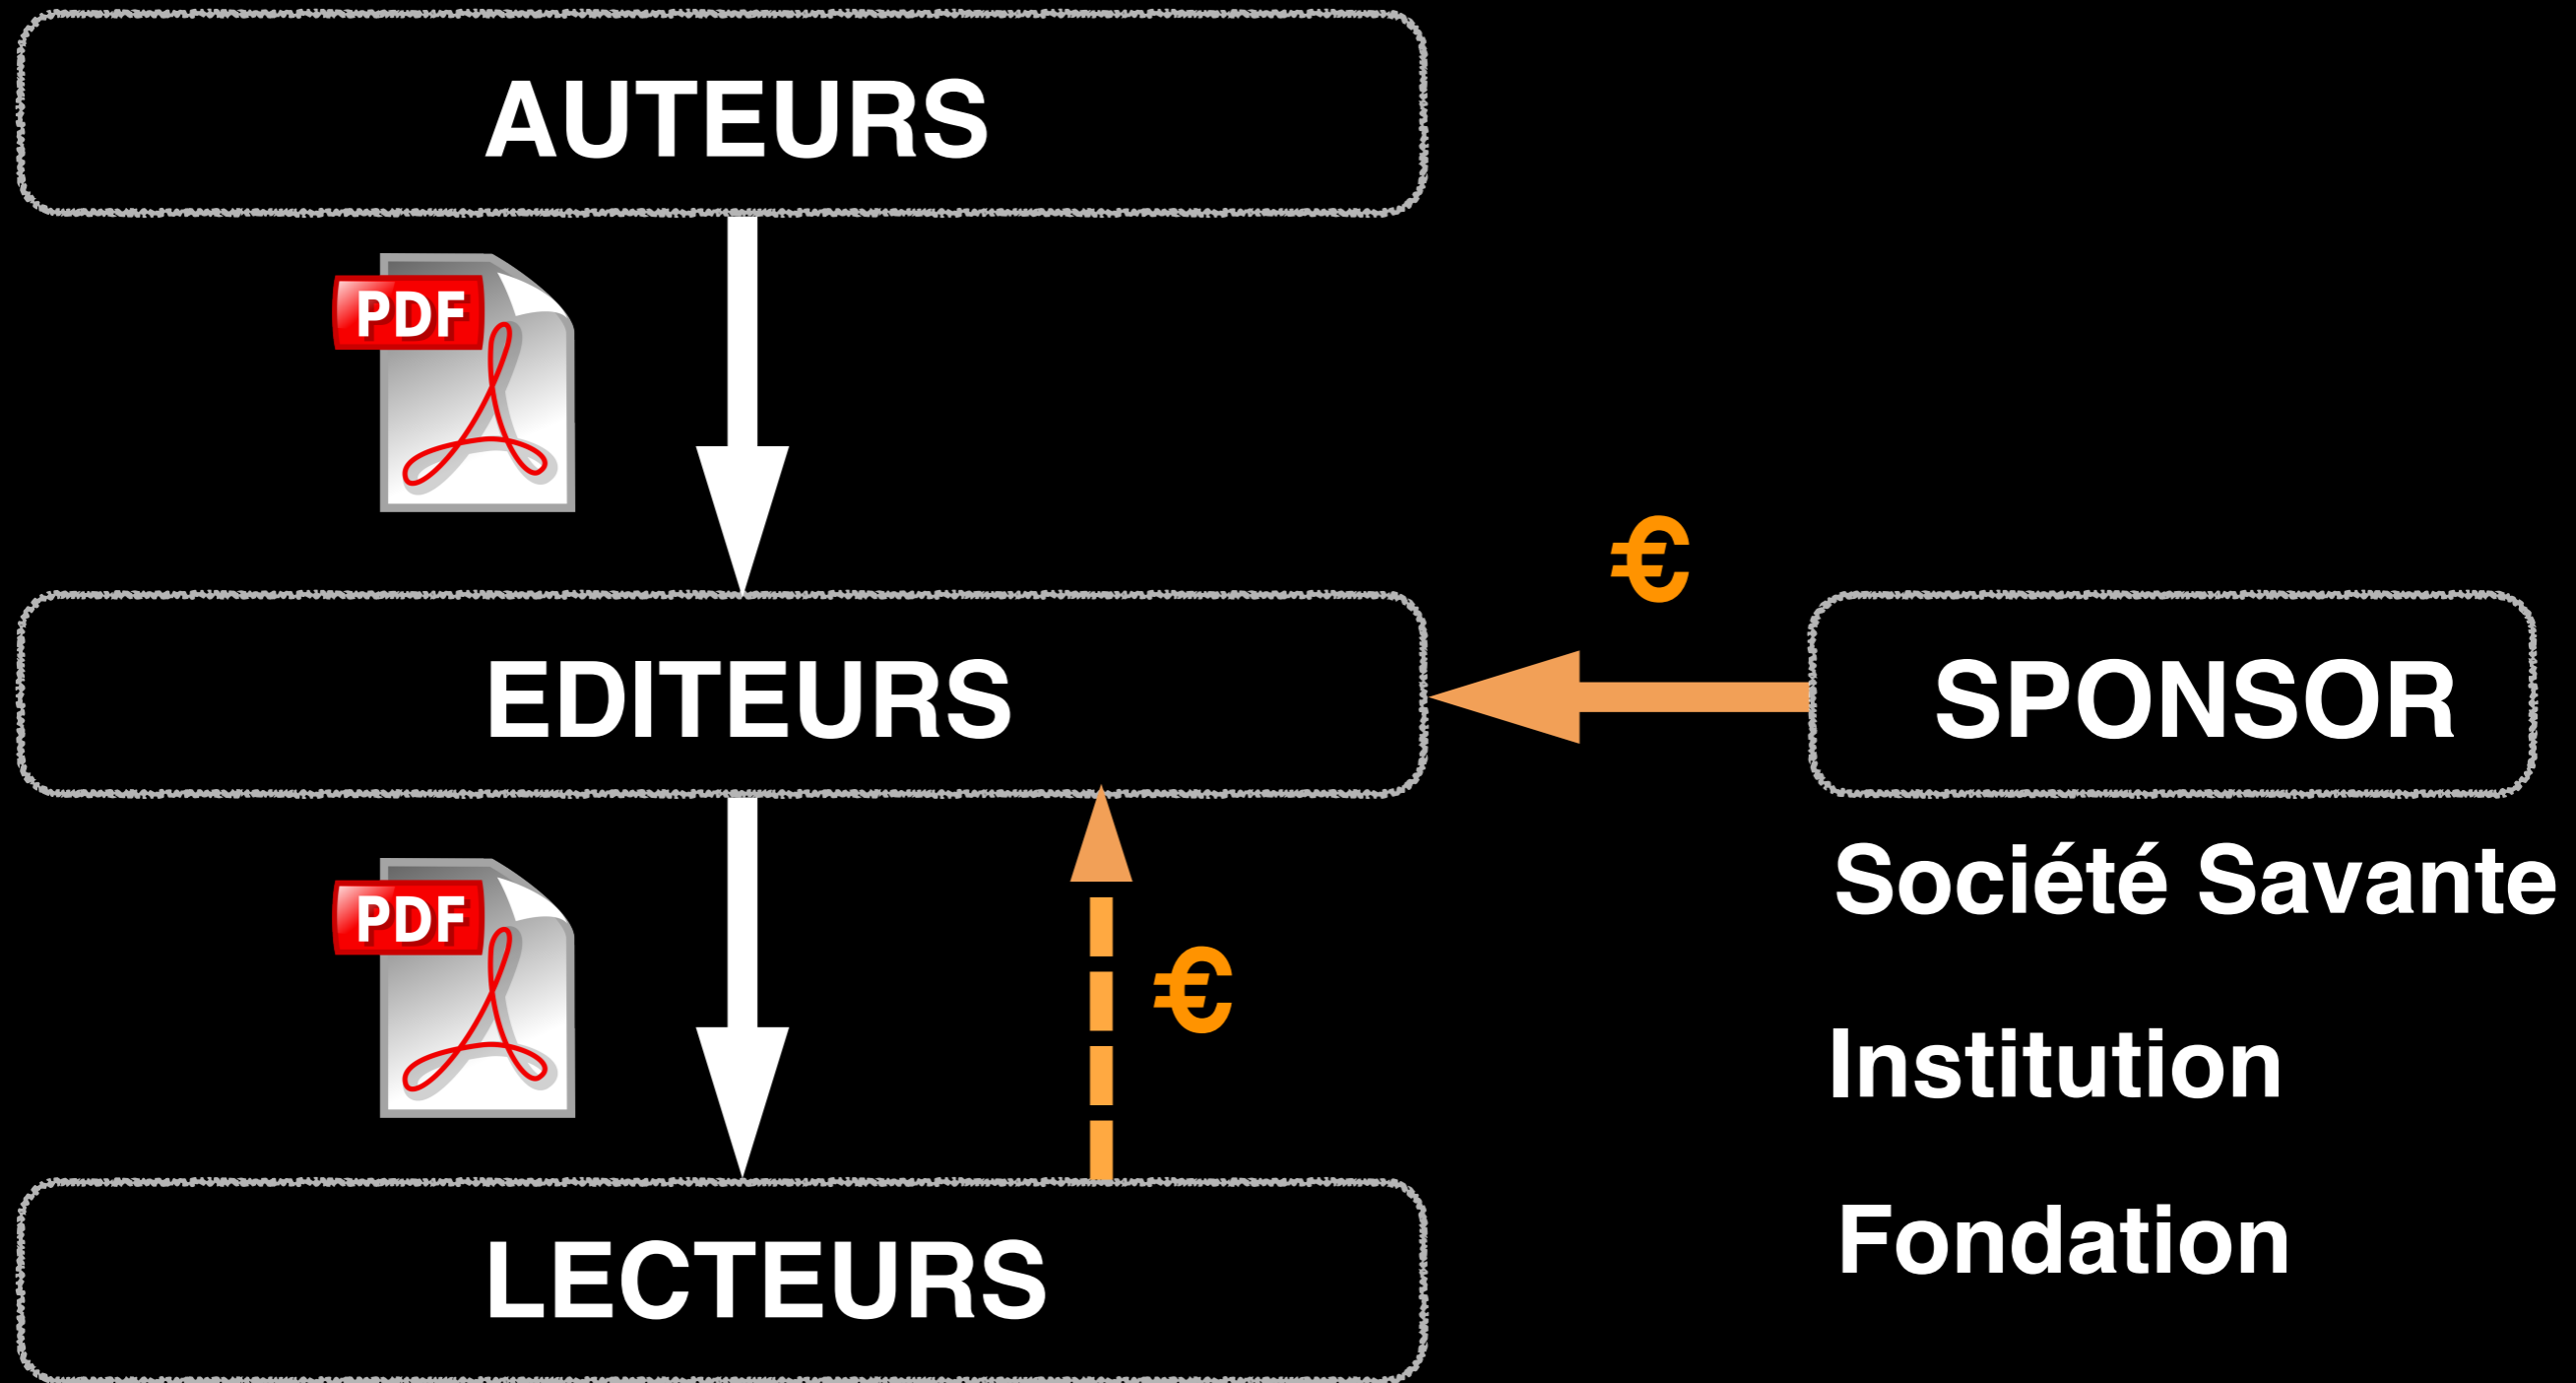 AUTEURS
PDF
€
EDITEURS
SPONSOR
Société Savante
PDF
€
Institution
Fondation
LECTEURS